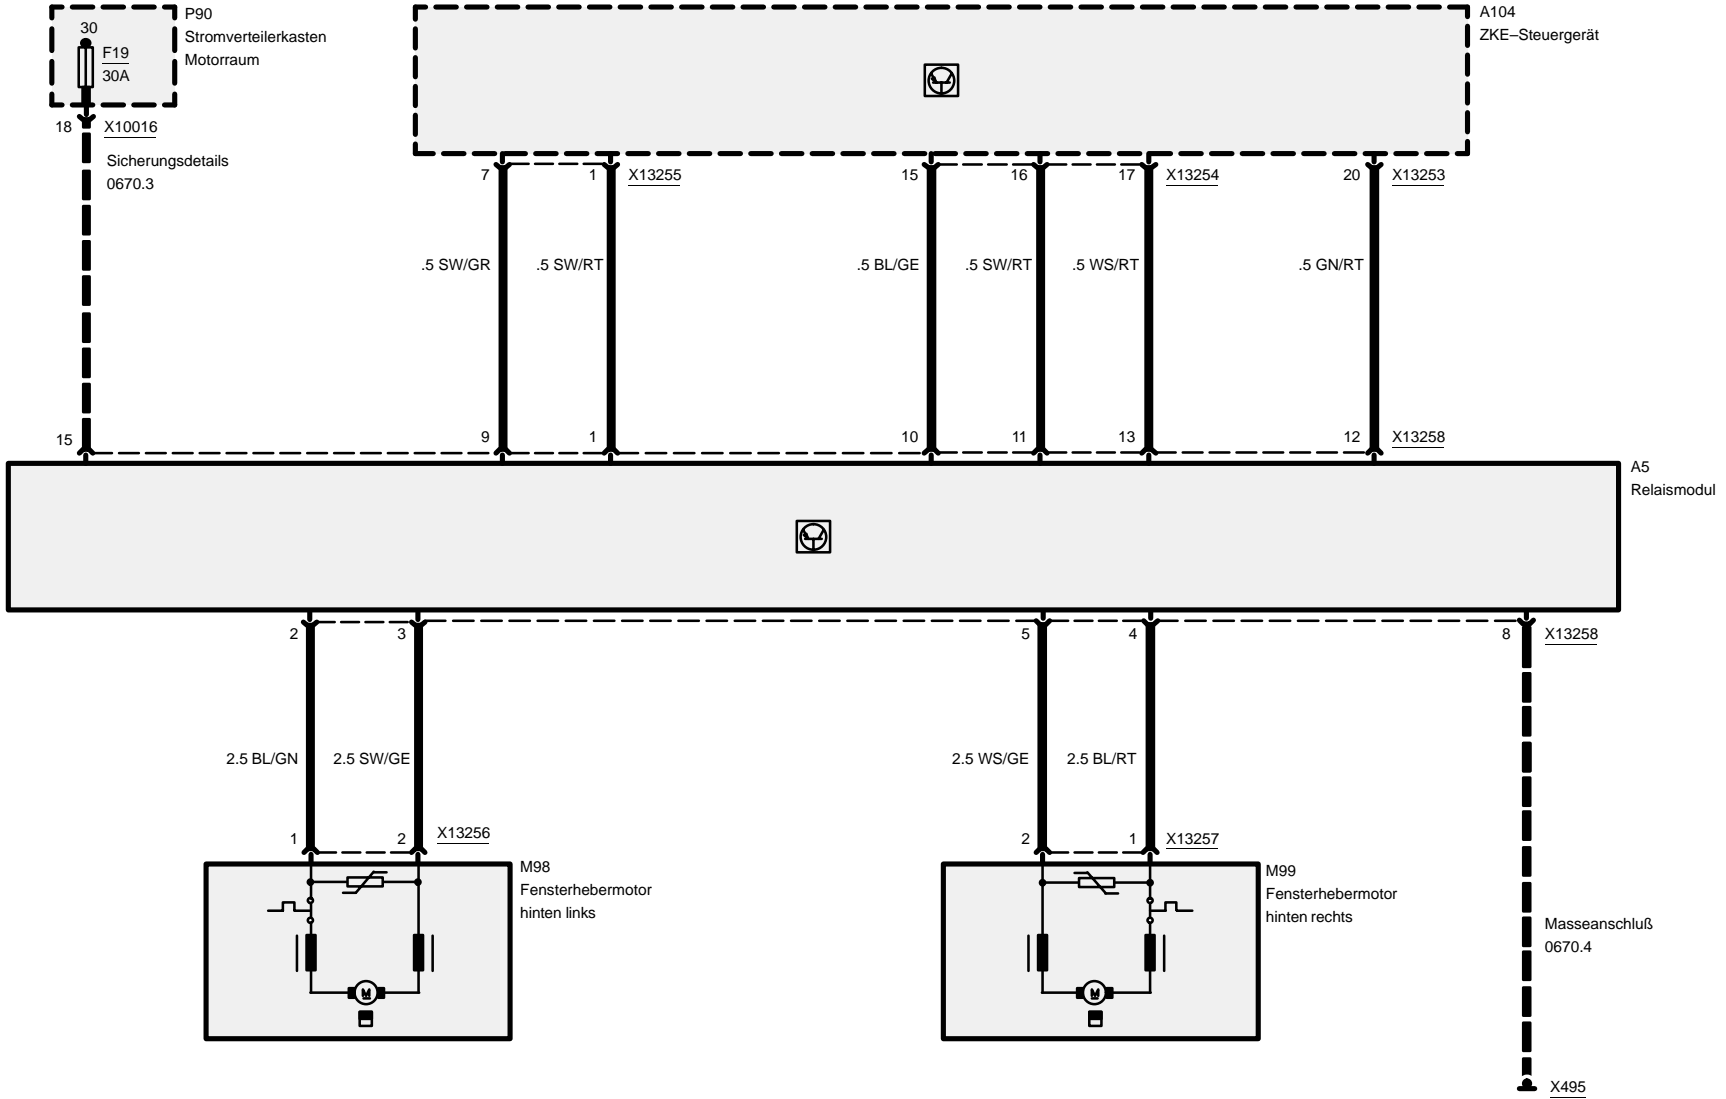 P90
Stromverteilerkasten
Motorraum
30
F19
30A
18
X10016
Sicherungsdetails
0670.3
A104
ZKE–Steuergerät
7
1
X13255
15
16
17
X13254
20
X13253
.5 SW/GR
.5 SW/RT
.5 BL/GE
.5 SW/RT
.5 WS/RT
.5 GN/RT
15
9
1
10
11
13
12
X13258
A5
Relaismodul
2
3
5
4
8
X13258
2.5 BL/GN
2.5 SW/GE
2.5 WS/GE
2.5 BL/RT
1
2
X13256
2
1
X13257
M98
Fensterhebermotor
hinten links
M
M99
Fensterhebermotor
hinten rechts
M
Masseanschluß
0670.4
X495